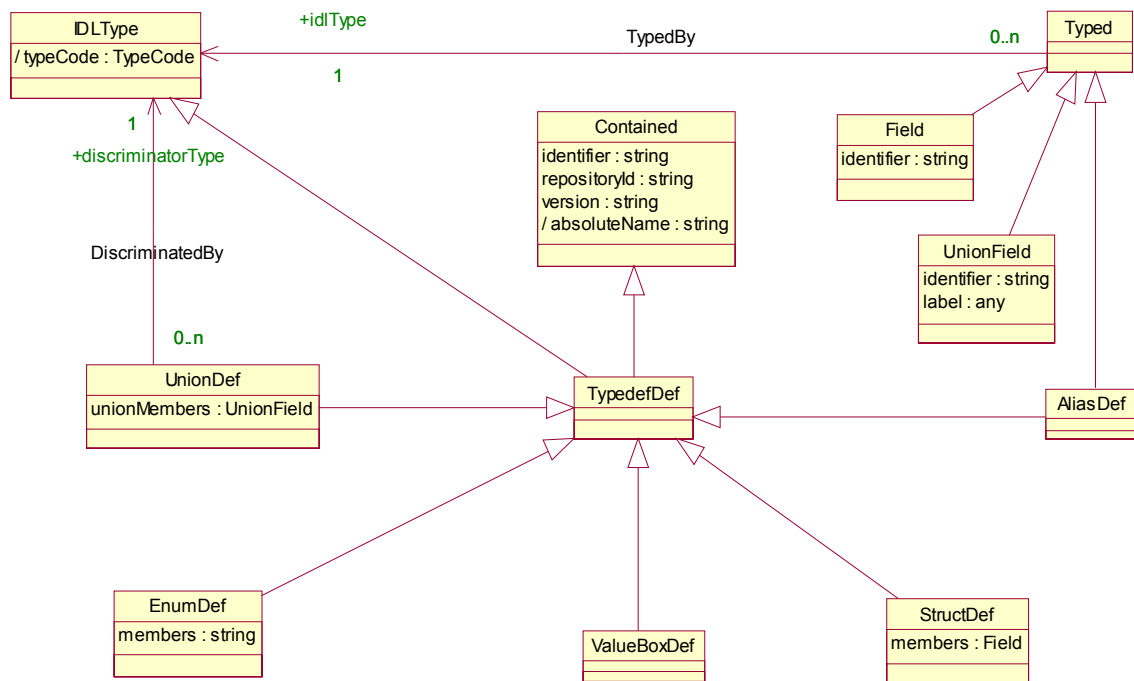 IDLType
/ typeCode : TypeCode
+idlType
TypedBy
0..n
1
Typed
1
+discriminatorType
DiscriminatedBy
0..n
Contained
identifier : string
repositoryId : string
version : string
/ absoluteName : string
Field
identifier : string
UnionField
identifier : string
label : any
UnionDef
unionMembers : UnionField
TypedefDef
AliasDef
EnumDef
members : string
ValueBoxDef
StructDef
members : Field